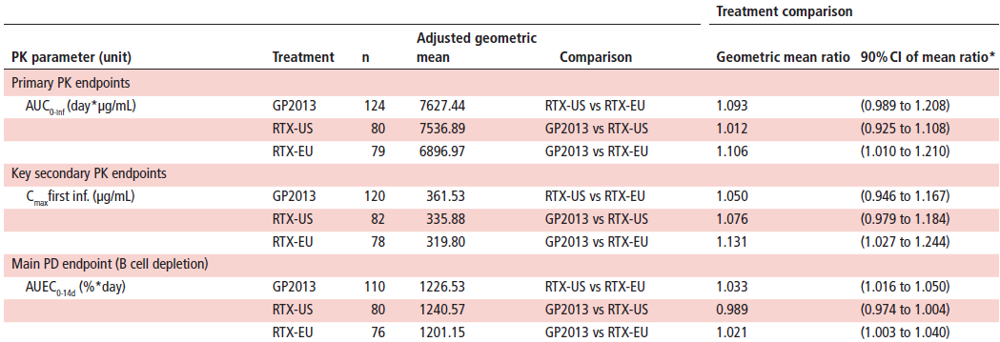 Treatment comparison
PK parameter (unit) Treatment n Adjusted geometric mean Comparison Geometric mean ratio 90% CI of mean ratio*
Primary PK endpoints
AUC0-Inf (day*µg/mL) GP2013 124 7627.44 RTX-US vs RTX-EU 1.093 (0.989 to 1.208)
RTX-US 80 7536.89 GP2013 vs RTX-US 1.012 (0.925 to 1.108)
RTX-EU 79 6896.97 GP2013 vs RTX-EU 1.106 (1.010 to 1.210)
Key secondary PK endpoints
Cmax first inf. (µg/mL) GP2013 120 361.53 RTX-US vs RTX-EU 1.050 (0.946 to 1.167)
RTX-US 82 335.88 GP2013 vs RTX-US 1.076 (0.979 to 1.184)
RTX-EU 78 319.80 GP2013 vs RTX-EU 1.131 (1.027 to 1.244)
Main PD endpoint (B cell depletion)
AUEC0-14d (%*day) GP2013 110 1226.53 RTX-US vs RTX-EU 1.033 (1.016 to 1.050)
RTX-US 80 1240.57 GP2013 vs RTX-US 0.989 (0.974 to 1.004)
RTX-EU 76 1201.15 GP2013 vs RTX-EU 1.021 (1.003 to 1.040)